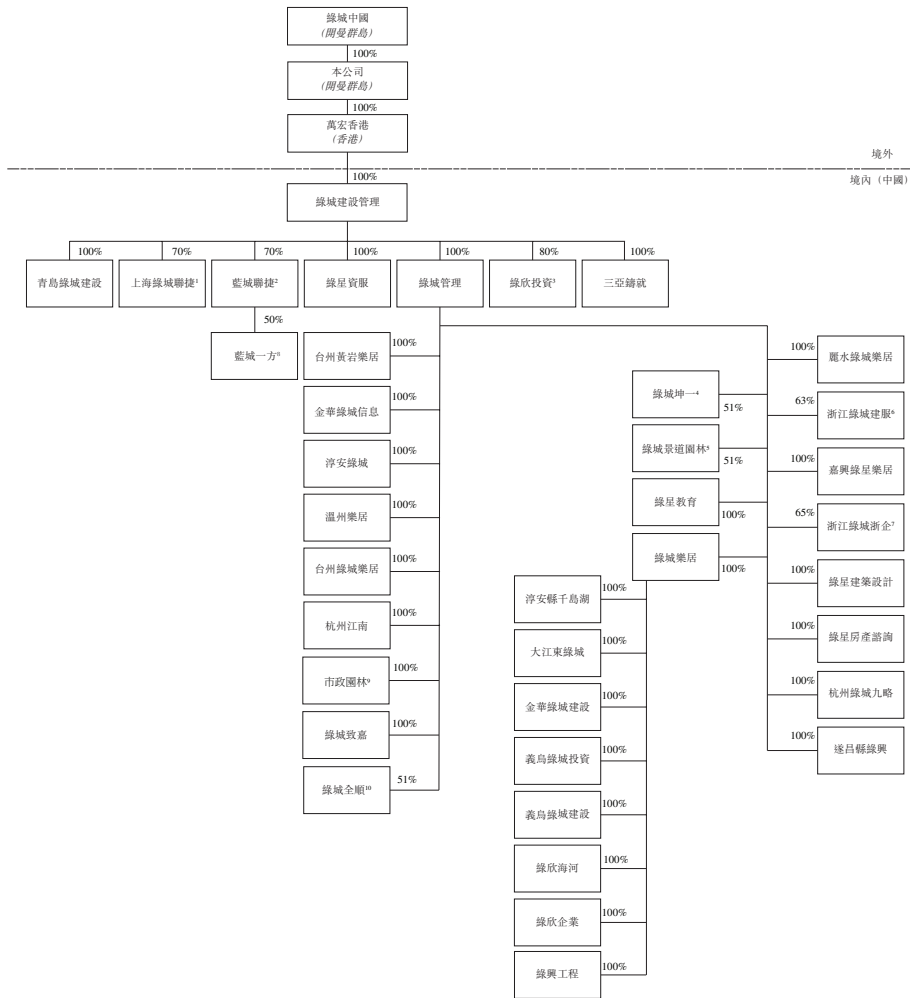 綠城中國
(開曼群島)
100%
本公司
(開曼群島)
100%
萬宏香港
(香港)
境外
100%
境內（中國）
綠城建設管理
100%
70%
70%
100%
100%
80%
100%
青島綠城建設
上海綠城聯捷¹
藍城聯捷²
綠星資服
綠城管理
綠欣投資³
三亞鑄就
50%
藍城一方⁸
100%
台州黃岩樂居
100%
金華綠城信息
100%
淳安綠城
100%
溫州樂居
100%
台州綠城樂居
100%
杭州江南
100%
市政園林⁹
100%
綠城致嘉
51%
綠城全順¹⁰
綠城坤一⁴
51%
綠城景道園林⁵
51%
綠星教育
100%
綠城樂居
100%
100%
淳安縣千島湖
100%
大江東綠城
100%
金華綠城建設
100%
義烏綠城投資
100%
義烏綠城建設
100%
綠欣海河
100%
綠欣企業
100%
綠興工程
100%
麗水綠城樂居
63%
浙江綠城建服⁶
100%
嘉興綠星樂居
65%
浙江綠城浙企⁷
100%
綠星建築設計
100%
綠星房產諮詢
100%
杭州綠城九略
100%
遂昌縣綠興